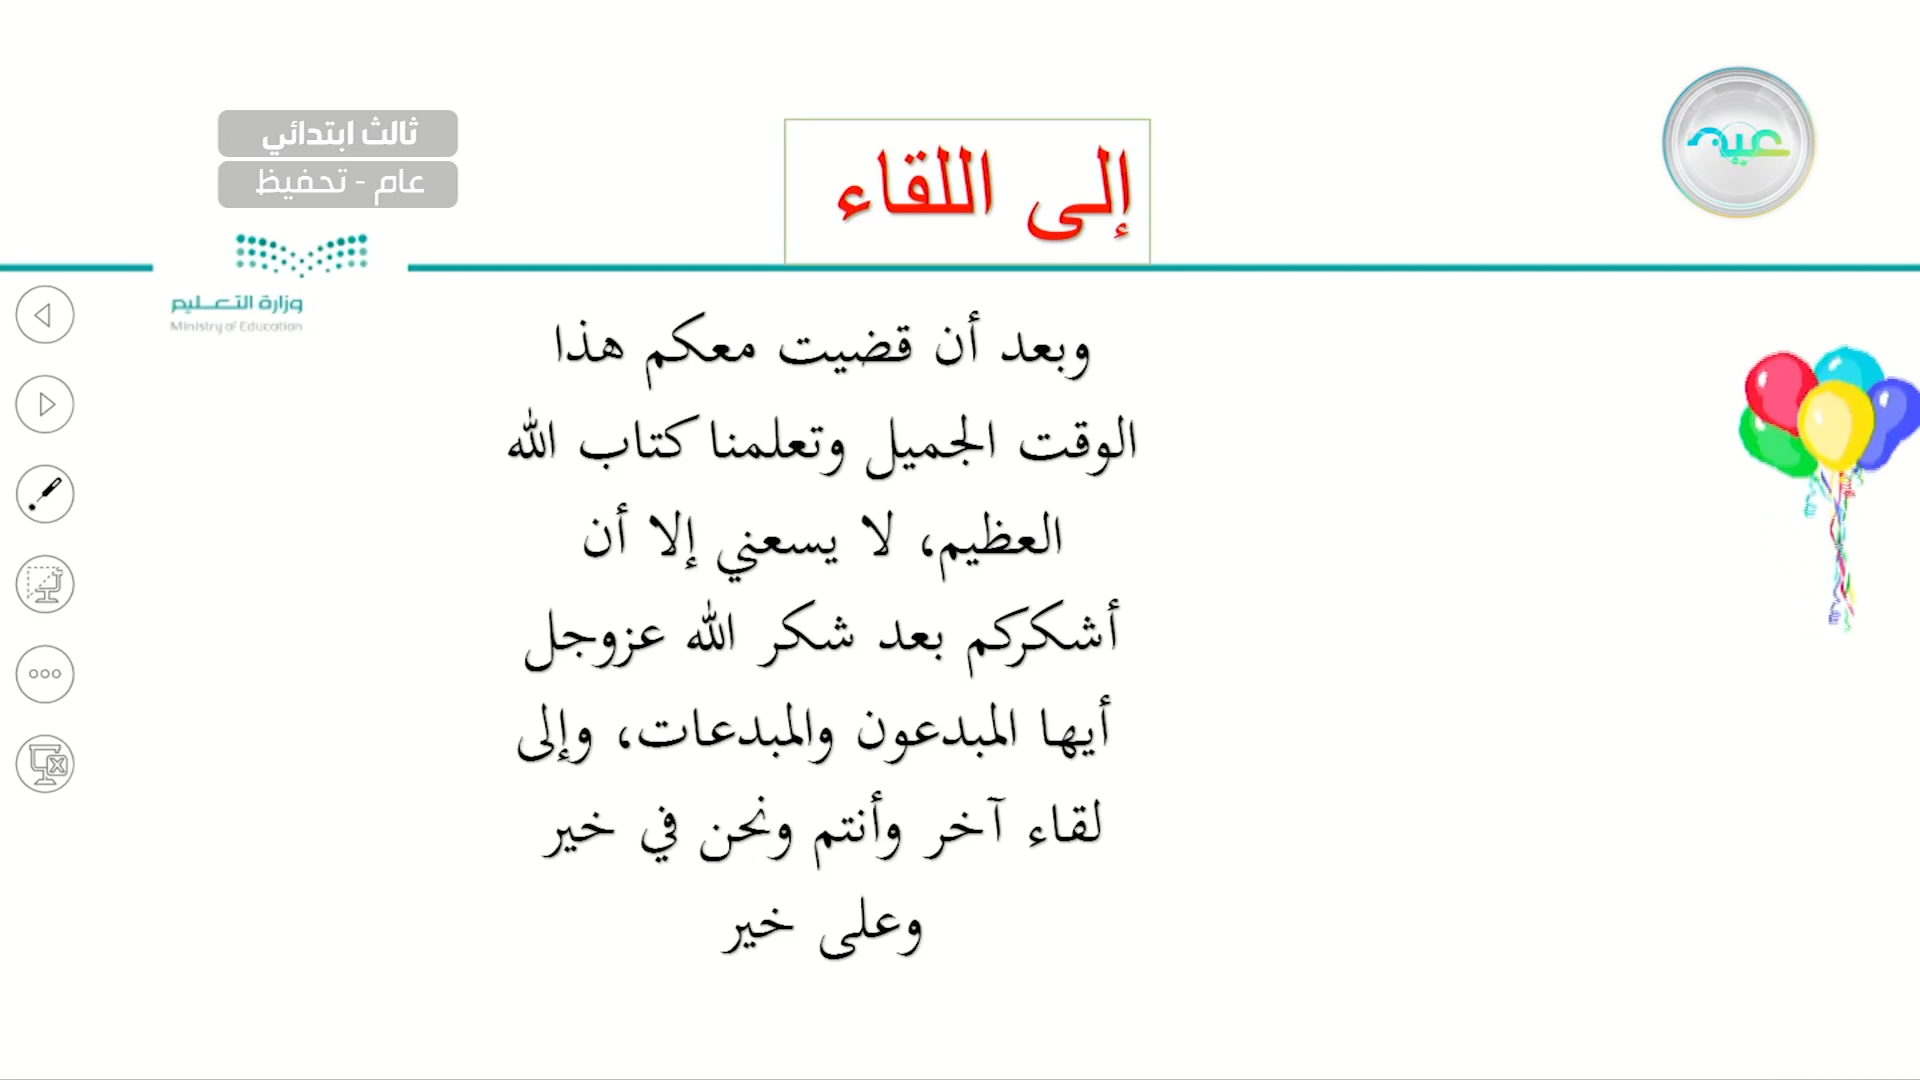 عين
ثالث ابتدائي
عام - تحفيظ
إلى اللقاء
وزارة التعليم
Ministry of Education
وبعد أن قضيت معكم هذا
الوقت الجميل وتعلمنا كتاب الله
العظيم، لا يسعني إلا أن
أشكركم بعد شكر الله عزوجل
أيها المبدعون والمبدعات، وإلى
لقاء آخر وأنتم ونحن في خير
وعلى خير